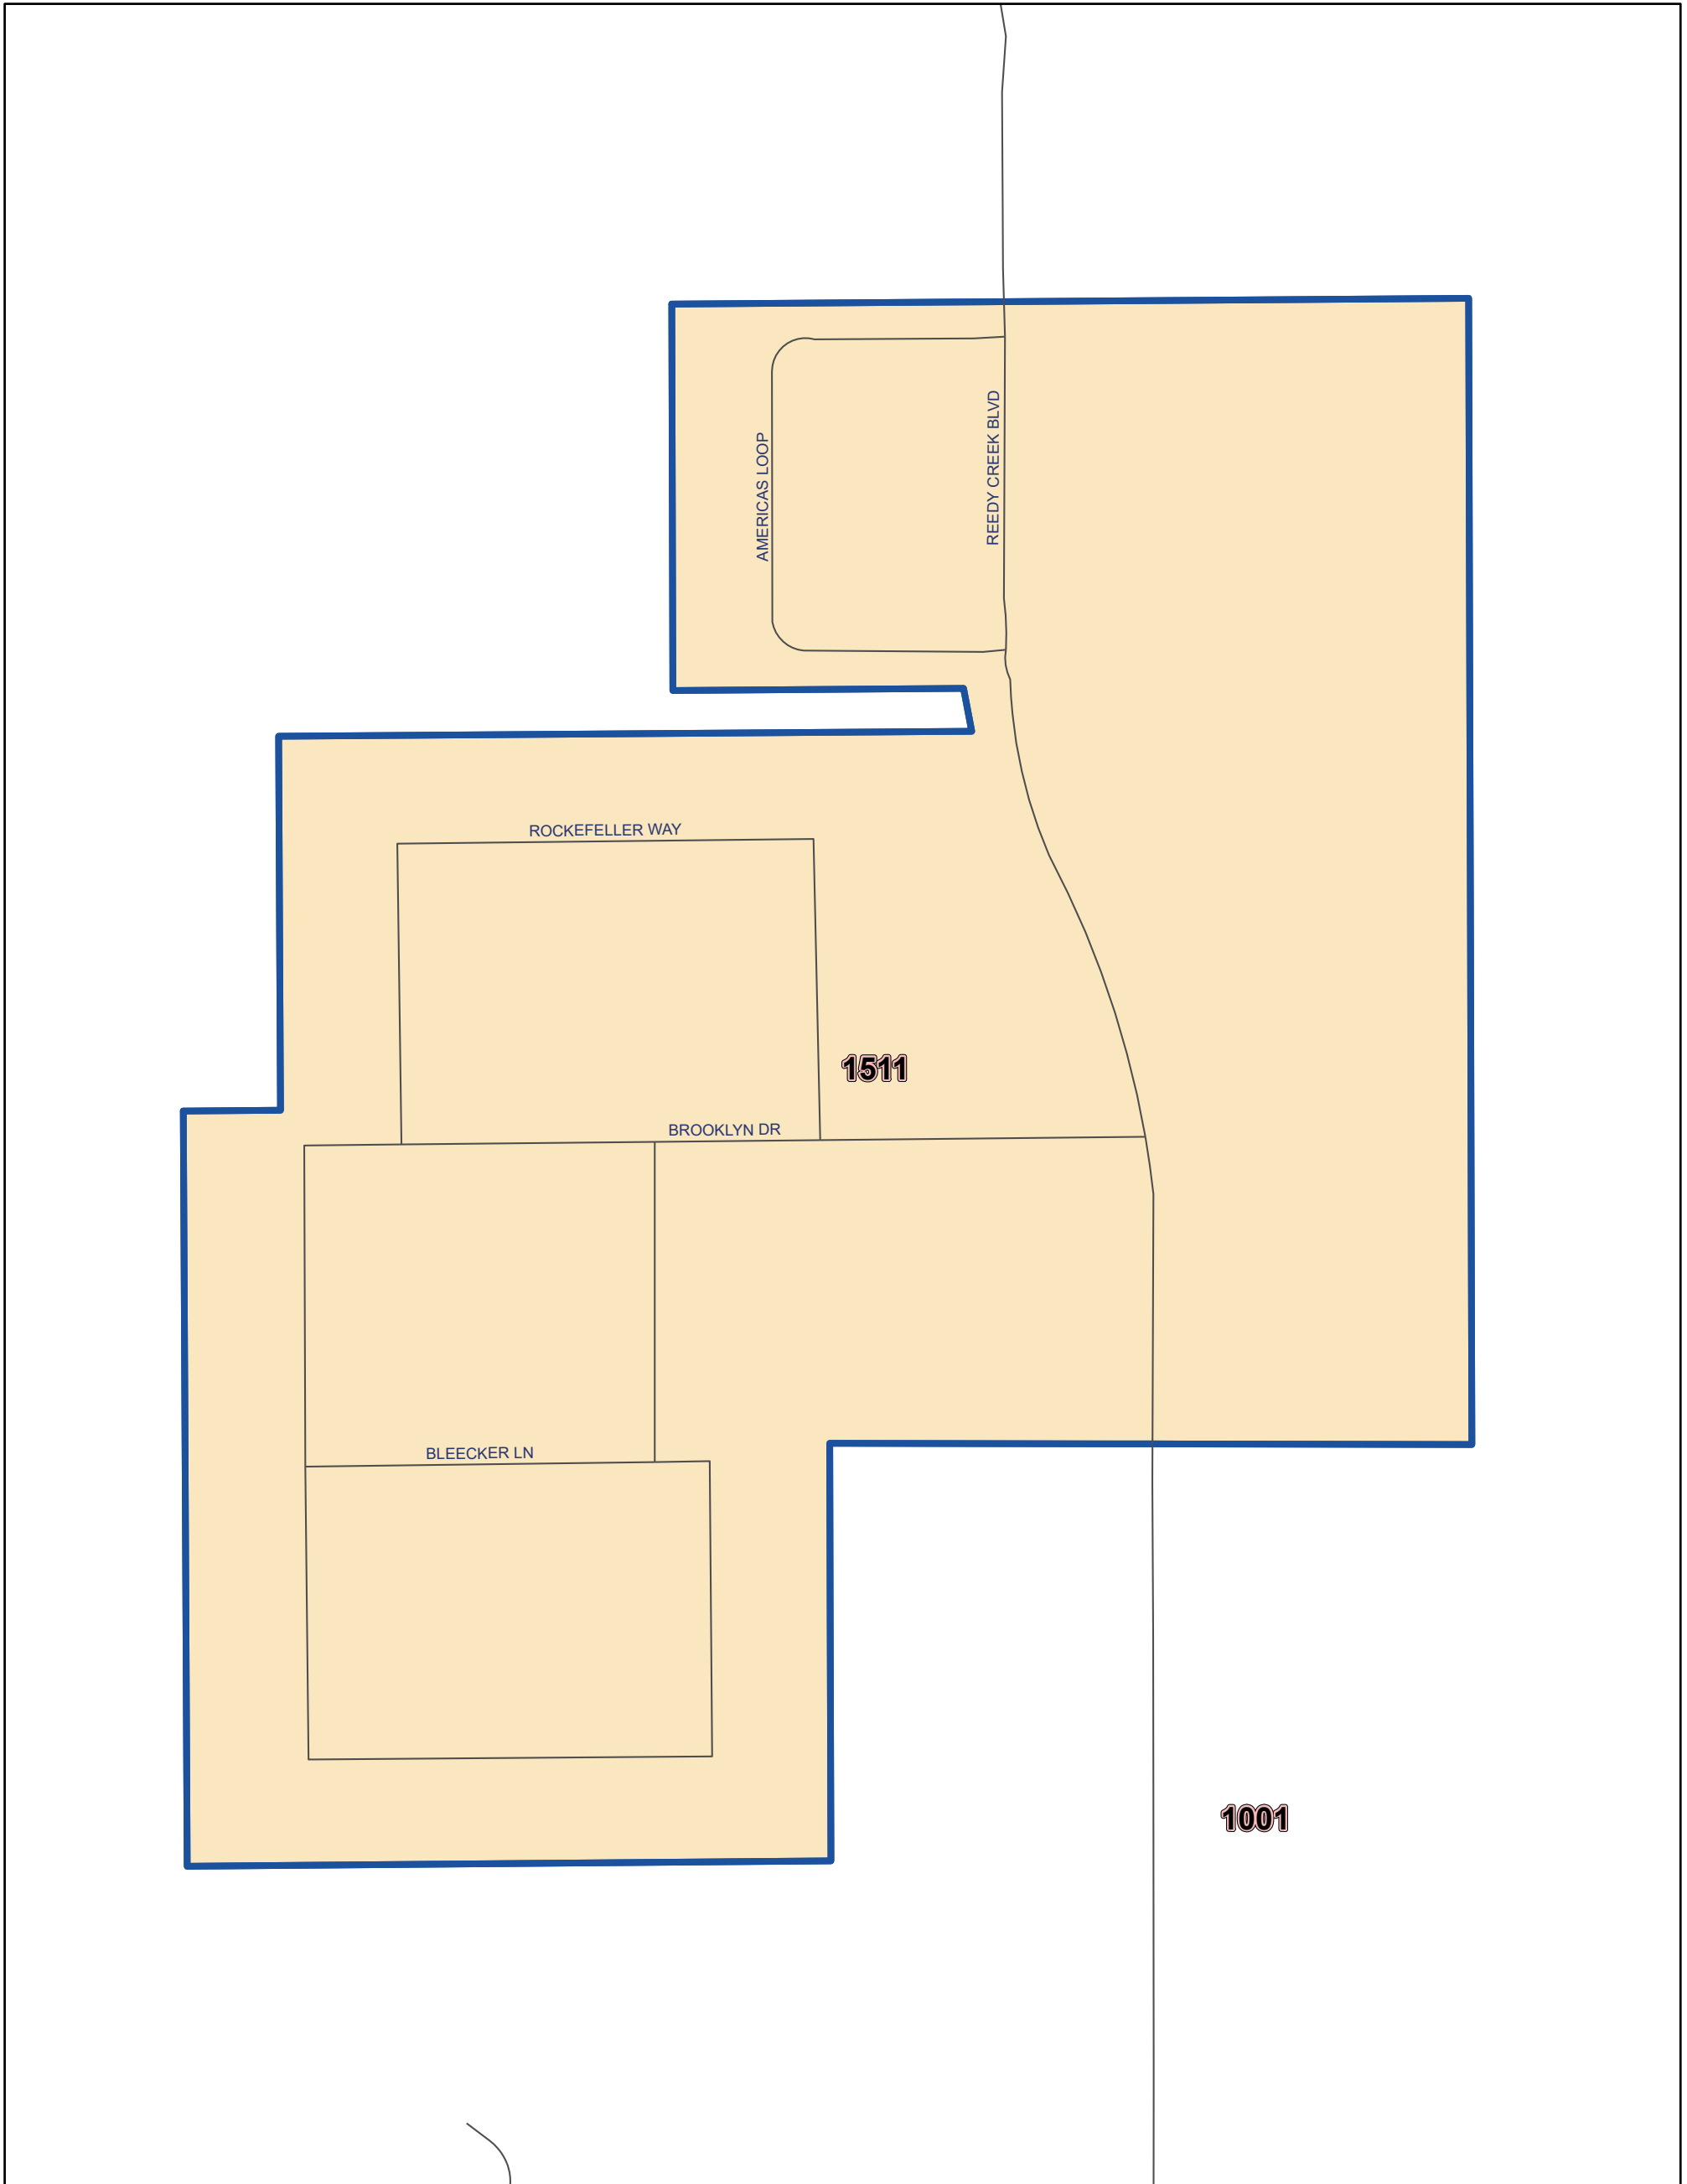 AMERICAS LOOP
REEDY CREEK BLVD
ROCKEFELLER WAY
1511
BROOKLYN DR
BLEECKER LN
1001